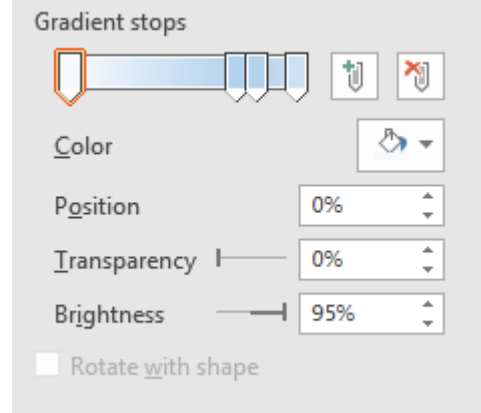 Gradient stops
Color
Position 0%
Transparency 0%
Brightness 95%
Rotate with shape